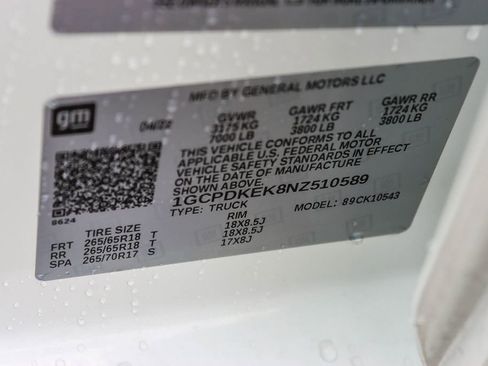 MFD BY GENERAL MOTORS LLC
gm
04/22
GVWR GAWR FRT GAWR RR
3175 KG 1724 KG 1724 KG
7000 LB 3800 LB 3800 LB
THIS VEHICLE CONFORMS TO ALL
APPLICABLE U.S. FEDERAL MOTOR
VEHICLE SAFETY STANDARDS IN EFFECT
ON THE DATE OF MANUFACTURE
SHOWN ABOVE.
1GCPDKEK8NZ510589
8624
TYPE: TRUCK MODEL: 89CK10543
TIRE SIZE RIM
FRT 265/65R18 T 18X8.5J
RR 265/65R18 T 18X8.5J
SPA 265/70R17 S 17X8J